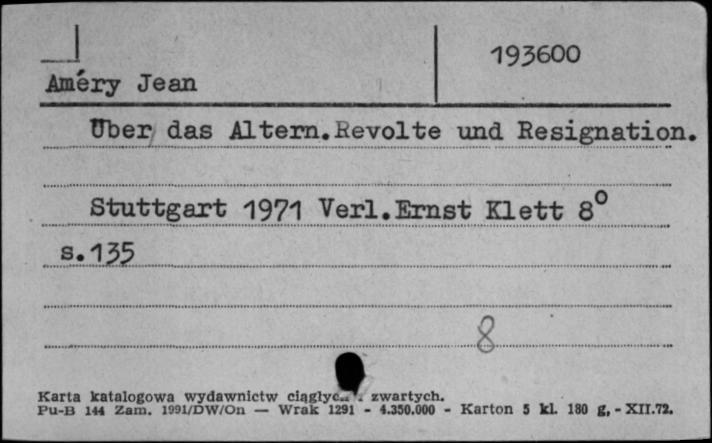 193600
Améry Jean
Über das Altern. Revolte und Resignation.
Stuttgart 1971 Verl. Ernst Klett 8°
s. 135
8
Karta katalogowa wydawnictw zwartych.
Pu-B 144 Zam. 1991/DW/On — Wrak 1291 - 4.350.000 - Karton 5 kl. 180 g, - XII.72.